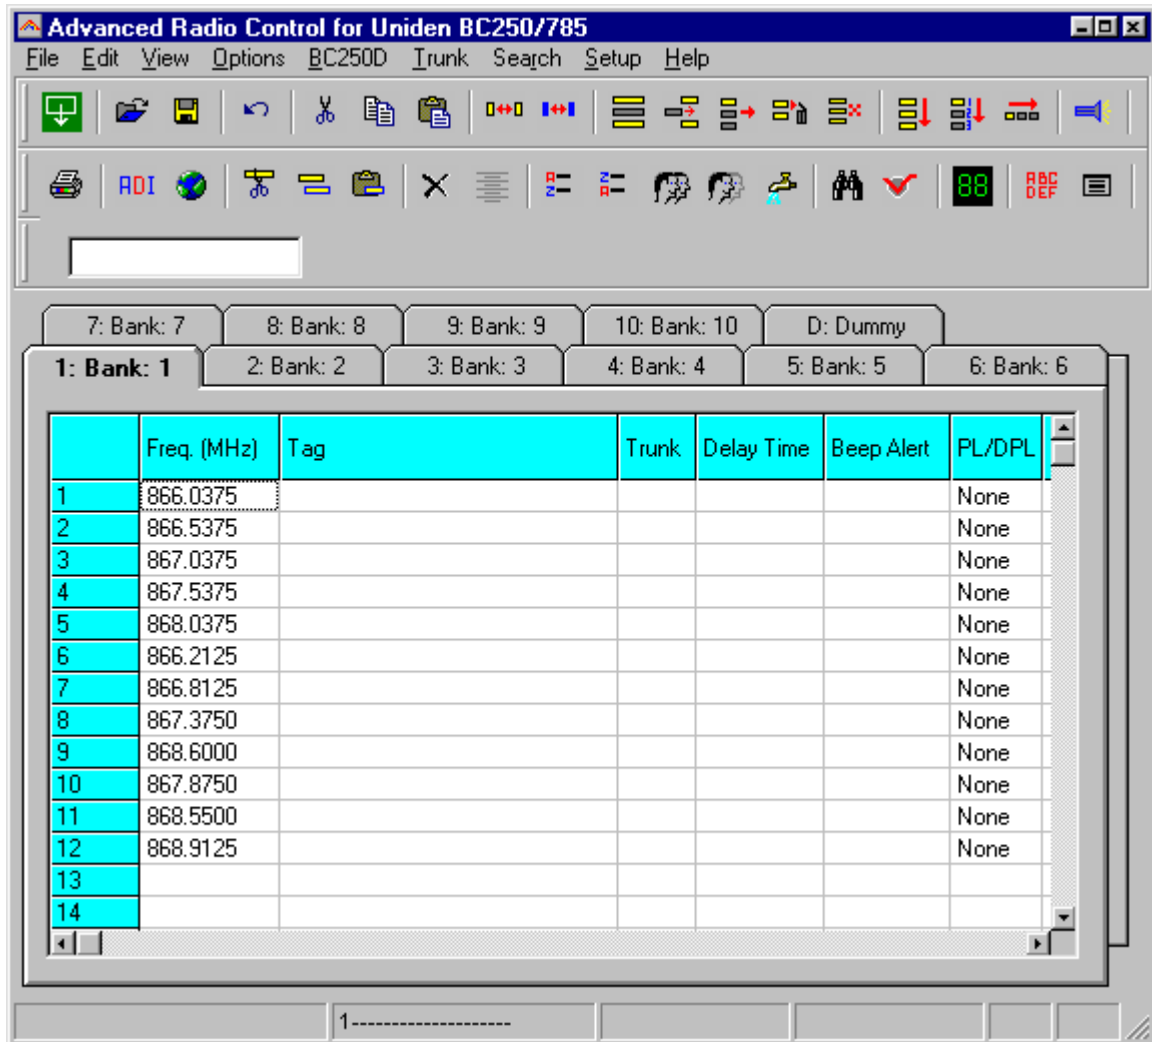 Advanced Radio Control for Uniden BC250/785
File Edit View Options BC250D Trunk Search Setup Help
ADI A Z Z A 88 ABC DEF
7: Bank: 7 8: Bank: 8 9: Bank: 9 10: Bank: 10 D: Dummy
1: Bank: 1 2: Bank: 2 3: Bank: 3 4: Bank: 4 5: Bank: 5 6: Bank: 6
Freq. (MHz) Tag Trunk Delay Time Beep Alert PL/DPL
1 866.0375 None
2 866.5375 None
3 867.0375 None
4 867.5375 None
5 868.0375 None
6 866.2125 None
7 866.8125 None
8 867.3750 None
9 868.6000 None
10 867.8750 None
11 868.5500 None
12 868.9125 None
13
14
1--------------------